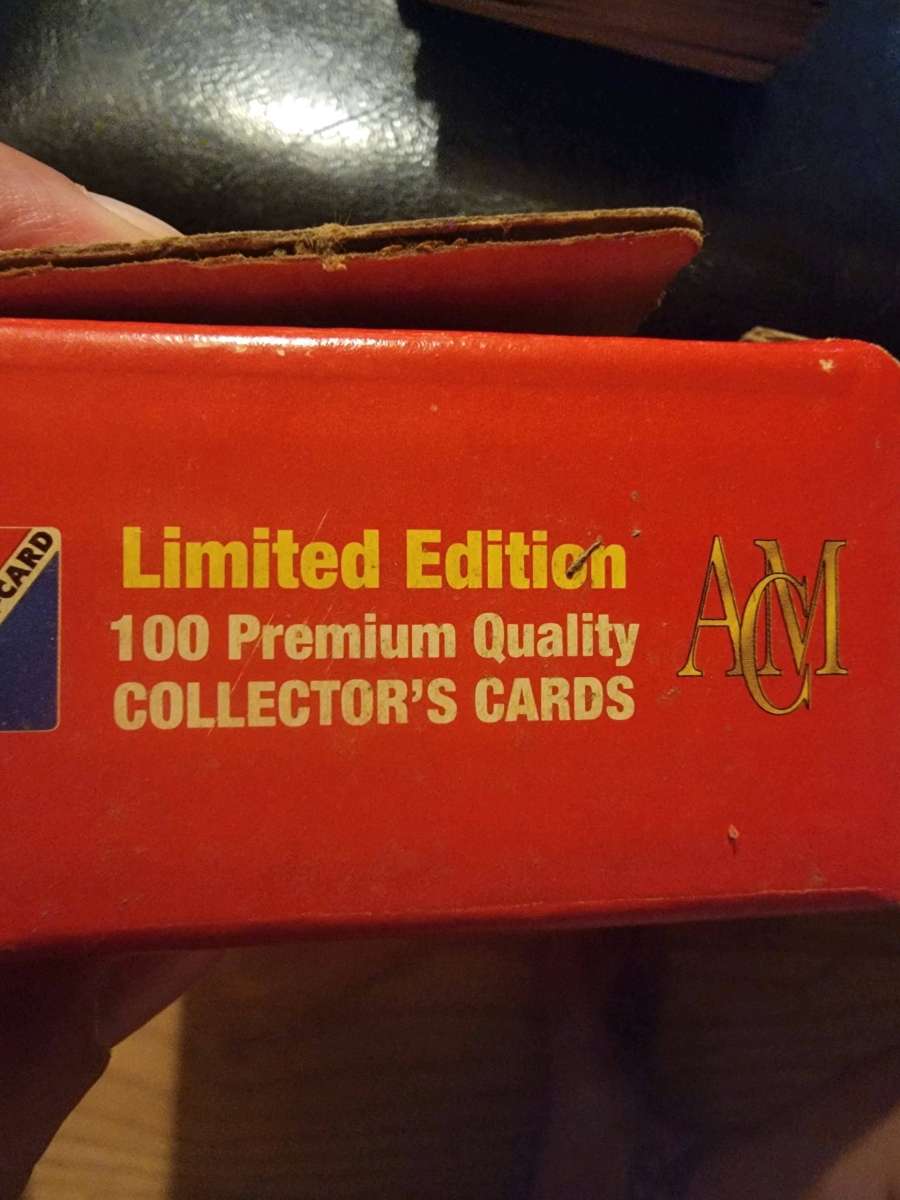 CARD
Limited Edition
100 Premium Quality
COLLECTOR'S CARDS
ACM